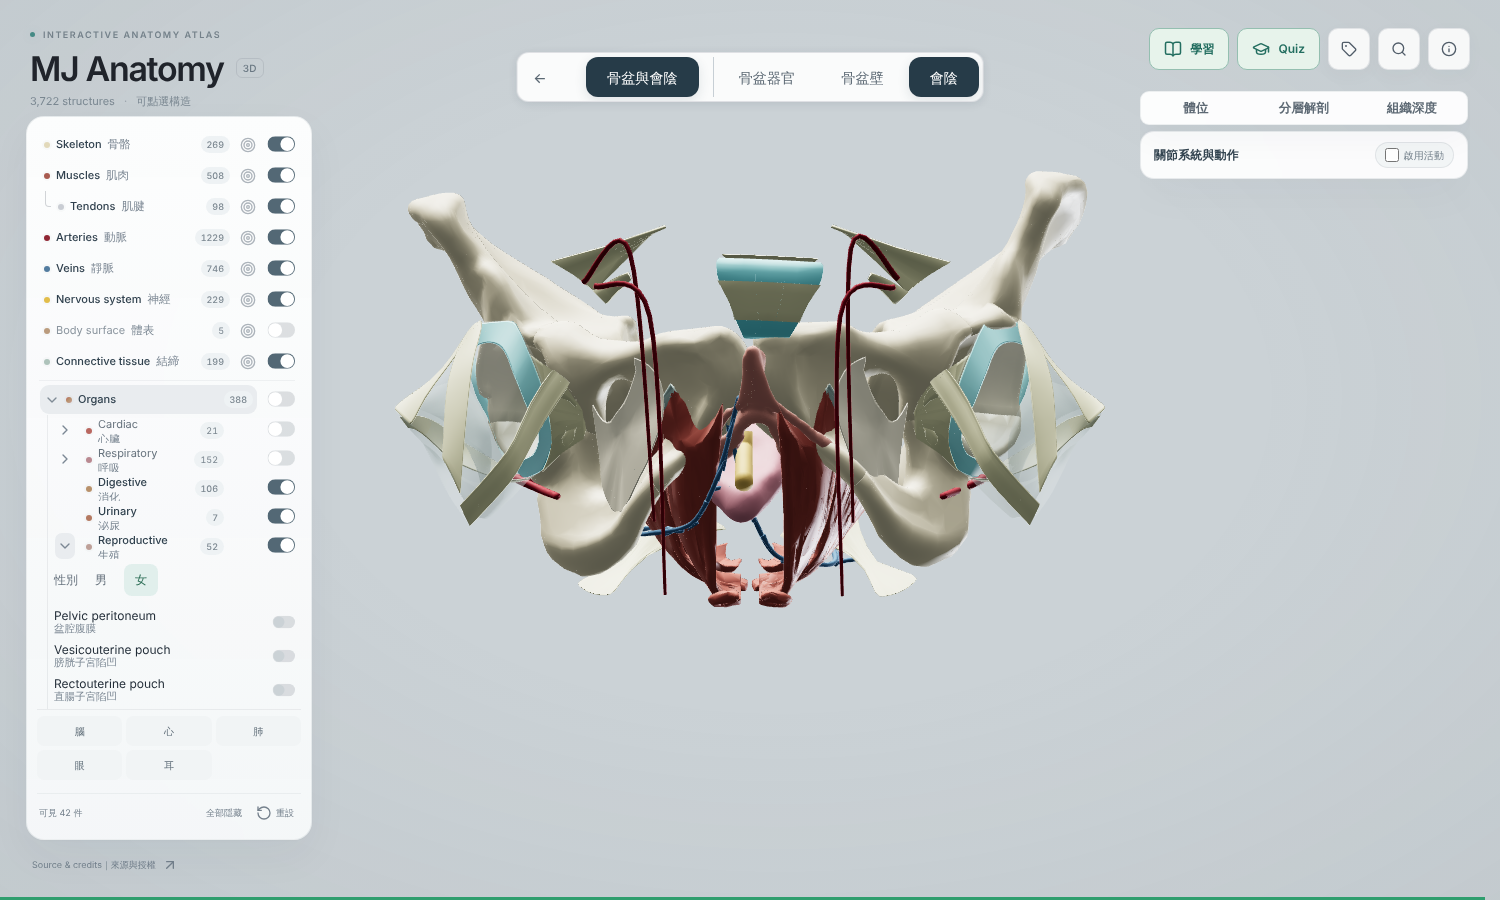 INTERACTIVE ANATOMY ATLAS
MJ Anatomy 3D
3,722 structures · 可點選構造
骨盆與會陰 骨盆器官 骨盆壁 會陰
學習 Quiz
體位 分層解剖 組織深度
關節系統與動作 啟用活動
Skeleton 骨骼 269
Muscles 肌肉 508
Tendons 肌腱 98
Arteries 動脈 1229
Veins 靜脈 746
Nervous system 神經 229
Body surface 體表 5
Connective tissue 結締 199
Organs 388
Cardiac 21
心臟
Respiratory 152
呼吸
Digestive 106
消化
Urinary 7
泌尿
Reproductive 52
生殖
性別 男 女
Pelvic peritoneum
盆腔腹膜
Vesicouterine pouch
膀胱子宮陷凹
Rectouterine pouch
直腸子宮陷凹
腦 心 肺
眼 耳
可見 42 件 全部隱藏 重設
Source & credits | 來源與授權